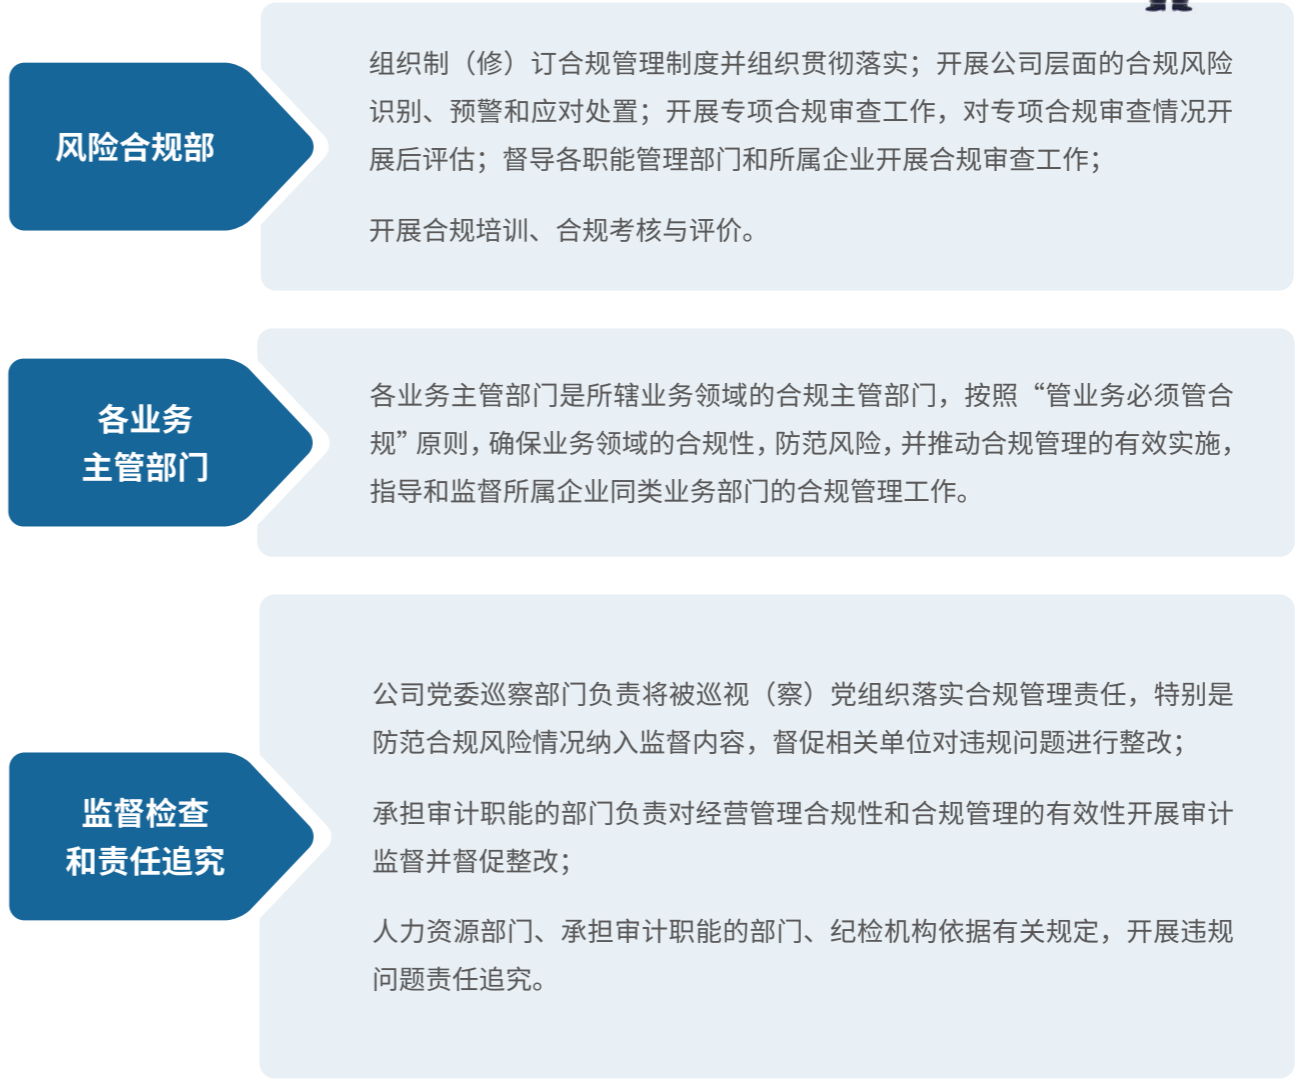 风险合规部
组织制（修）订合规管理制度并组织贯彻落实；开展公司层面的合规风险
识别、预警和应对处置；开展专项合规审查工作，对专项合规审查情况开
展后评估；督导各职能管理部门和所属企业开展合规审查工作；
开展合规培训、合规考核与评价。
各业务
主管部门
各业务主管部门是所辖业务领域的合规主管部门，按照“管业务必须管合
规”原则，确保业务领域的合规性，防范风险，并推动合规管理的有效实施，
指导和监督所属企业同类业务部门的合规管理工作。
监督检查
和责任追究
公司党委巡察部门负责将被巡视（察）党组织落实合规管理责任，特别是
防范合规风险情况纳入监督内容，督促相关单位对违规问题进行整改；
承担审计职能的部门负责对经营管理合规性和合规管理的有效性开展审计
监督并督促整改；
人力资源部门、承担审计职能的部门、纪检机构依据有关规定，开展违规
问题责任追究。